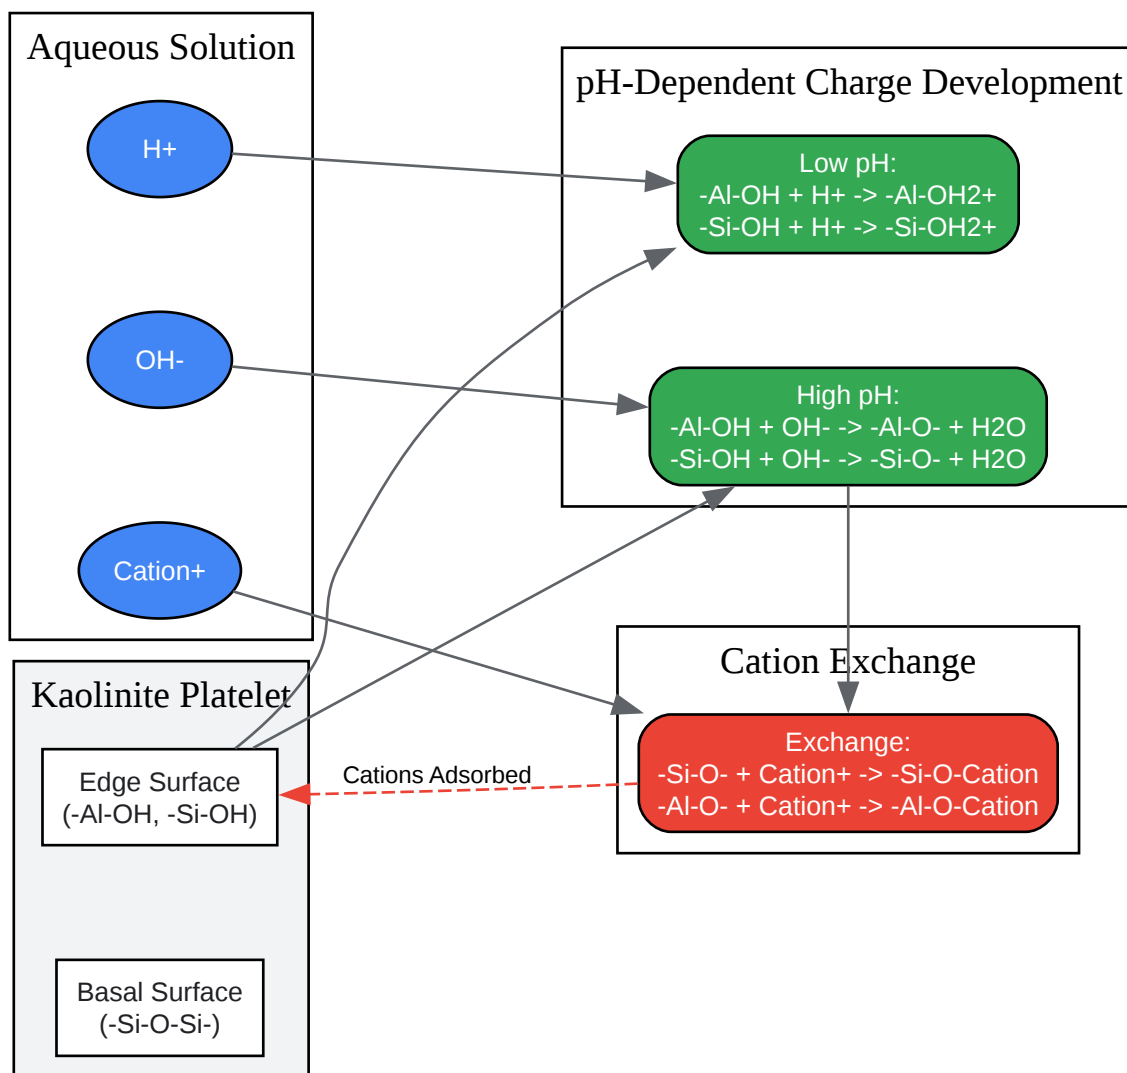 Aqueous Solution
H+
OH-
Cation+
pH-Dependent Charge Development
Low pH:
-Al-OH + H+ -> -Al-OH2+
-Si-OH + H+ -> -Si-OH2+
High pH:
-Al-OH + OH- -> -Al-O- + H2O
-Si-OH + OH- -> -Si-O- + H2O
Kaolinite Platelet
Edge Surface
(-Al-OH, -Si-OH)
Basal Surface
(-Si-O-Si-)
Cations Adsorbed
Cation Exchange
Exchange:
-Si-O- + Cation+ -> -Si-O-Cation
-Al-O- + Cation+ -> -Al-O-Cation